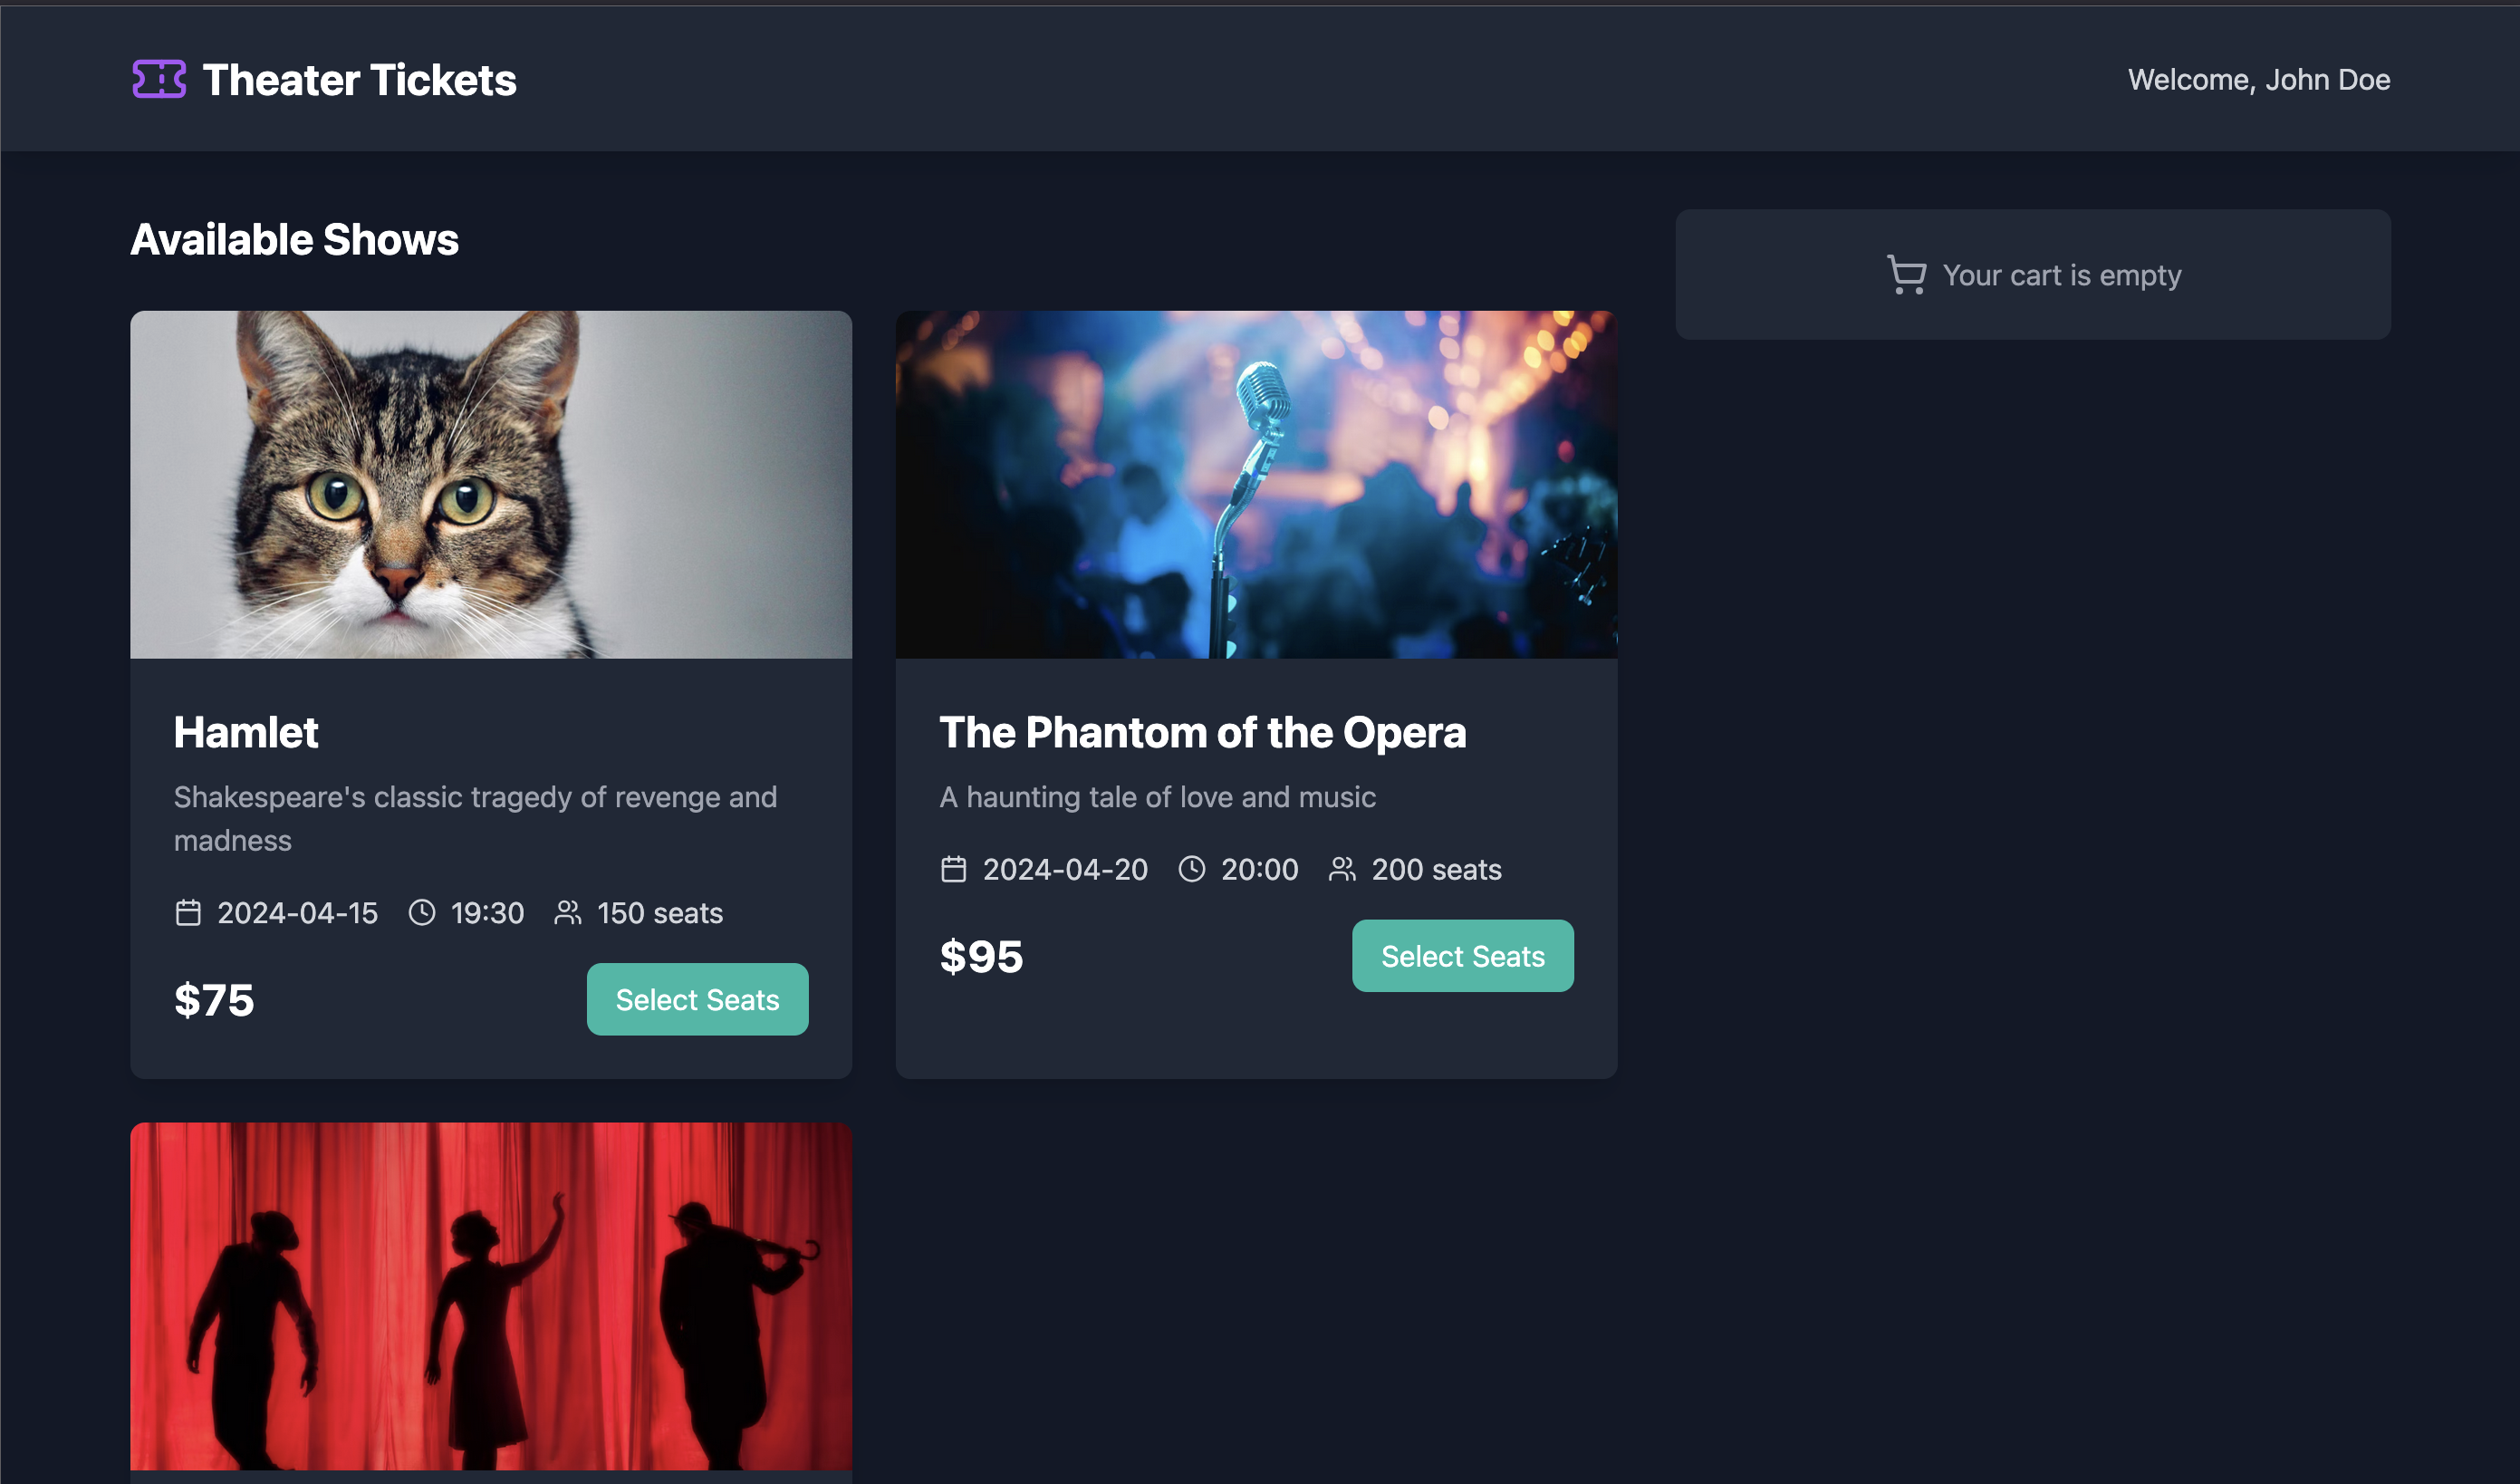 Theater Tickets
Welcome, John Doe
Available Shows
Your cart is empty
Hamlet
Shakespeare's classic tragedy of revenge and
madness
2024-04-15 19:30 150 seats
$75 Select Seats
The Phantom of the Opera
A haunting tale of love and music
2024-04-20 20:00 200 seats
$95 Select Seats